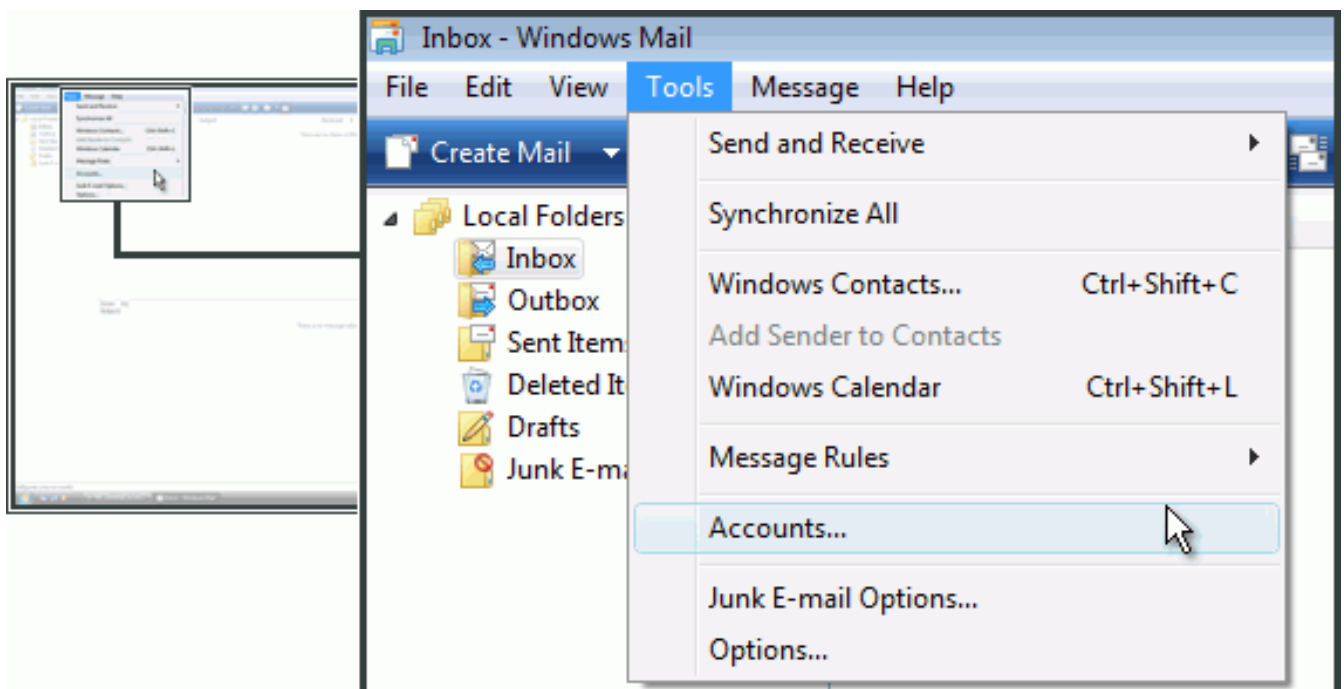 Inbox - Windows Mail
File Edit View Tools Message Help
Create Mail
Send and Receive
Synchronize All
Windows Contacts... Ctrl+Shift+C
Add Sender to Contacts
Windows Calendar Ctrl+Shift+L
Message Rules
Accounts...
Junk E-mail Options...
Options...
Local Folders
Inbox
Outbox
Sent Item
Deleted It
Drafts
Junk E-ma